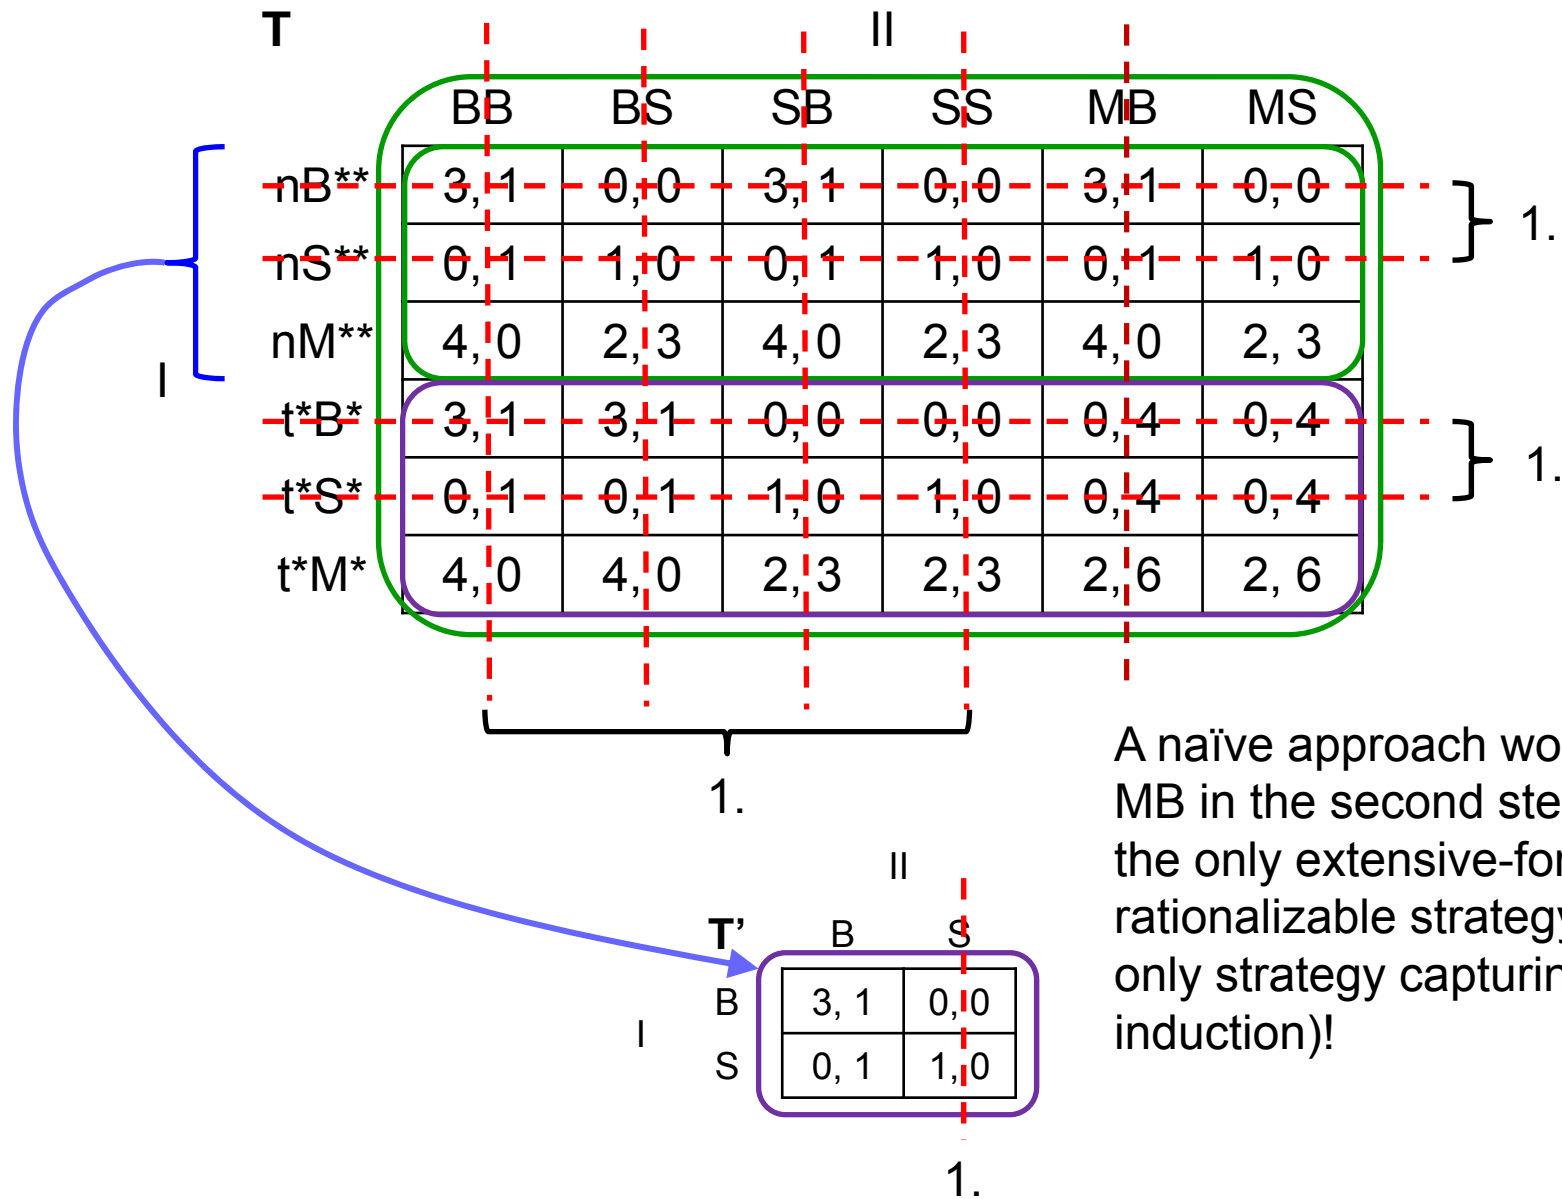 T II
BB BS SB SS MB MS
nB** 3, 1 0, 0 3, 1 0, 0 3, 1 0, 0 1.
nS** 0, 1 1, 0 0, 1 1, 0 0, 1 1, 0
nM** 4, 0 2, 3 4, 0 2, 3 4, 0 2, 3
I
t*B* 3, 1 3, 1 0, 0 0, 0 0, 4 0, 4 1.
t*S* 0, 1 0, 1 1, 0 1, 0 0, 4 0, 4
t*M* 4, 0 4, 0 2, 3 2, 3 2, 6 2, 6
1.
A naïve approach wo
MB in the second ste
the only extensive-for
rationalizable strategy
only strategy capturin
induction)!
II
T’ B S
B 3, 1 0, 0
I
S 0, 1 1, 0
1.